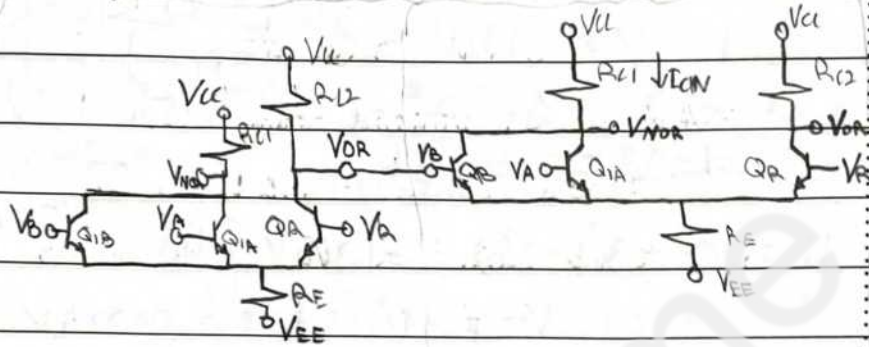 VCC VCC
VCC RC1 ↓ICN RC2
VCC RC2
RC1 VOR VB VNOR VOR
VNOR VA Q1A QB QR VR
VB Q1B VA Q1A QR VR
RE RE
VEE VEE